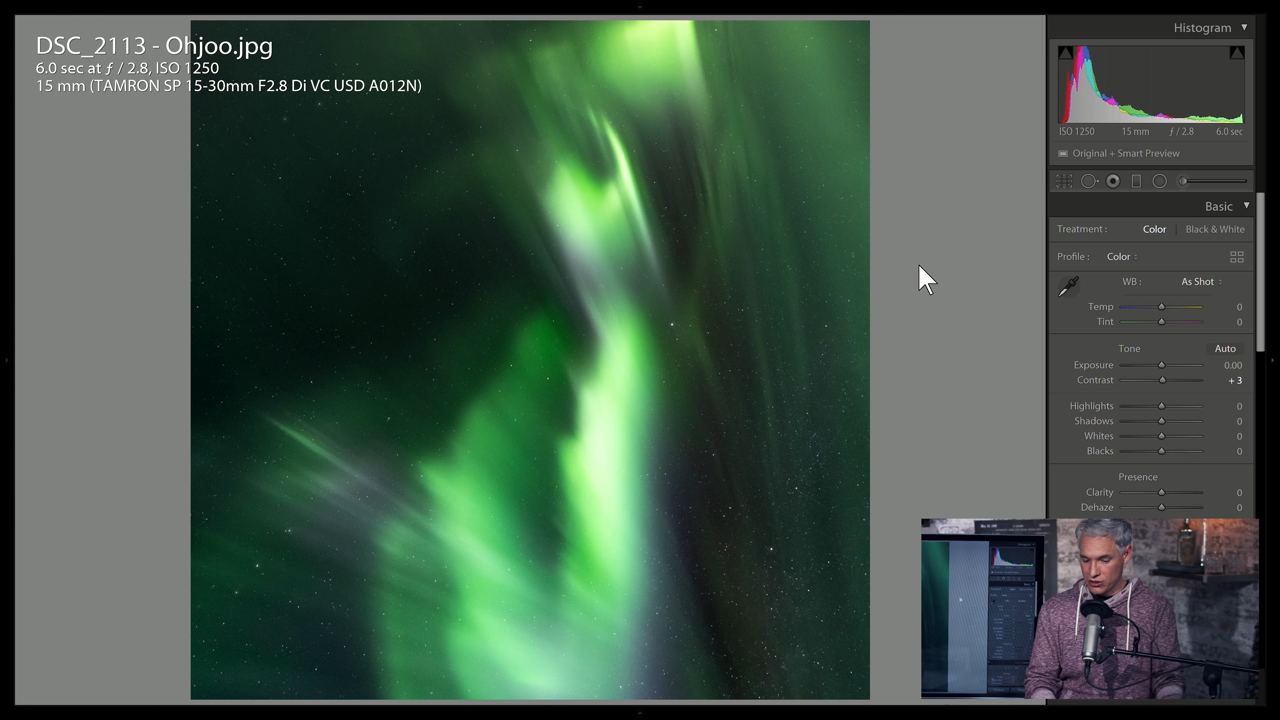 DSC_2113 - Ohjoo.jpg
6.0 sec at ƒ / 2.8, ISO 1250
15 mm (TAMRON SP 15-30mm F2.8 Di VC USD A012N)
Histogram
ISO 1250 15 mm ƒ / 2.8 6.0 sec
Original + Smart Preview
Basic
Treatment : Color Black & White
Profile : Color
WB : As Shot
Temp 0
Tint 0
Tone Auto
Exposure 0.00
Contrast + 3
Highlights 0
Shadows 0
Whites 0
Blacks 0
Presence
Clarity 0
Dehaze 0